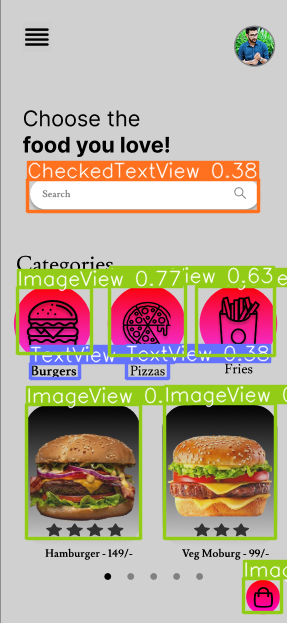 Choose the
food you love!
CheckedTextView 0.38
Search
Categories
ImageView 0.77
iew 0.63
TextView
TextView 0.38
Burgers
Pizzas
Fries
ImageView 0.
ImageView 0.
Hamburger - 149/-
Veg Moburg - 99/-
Imag